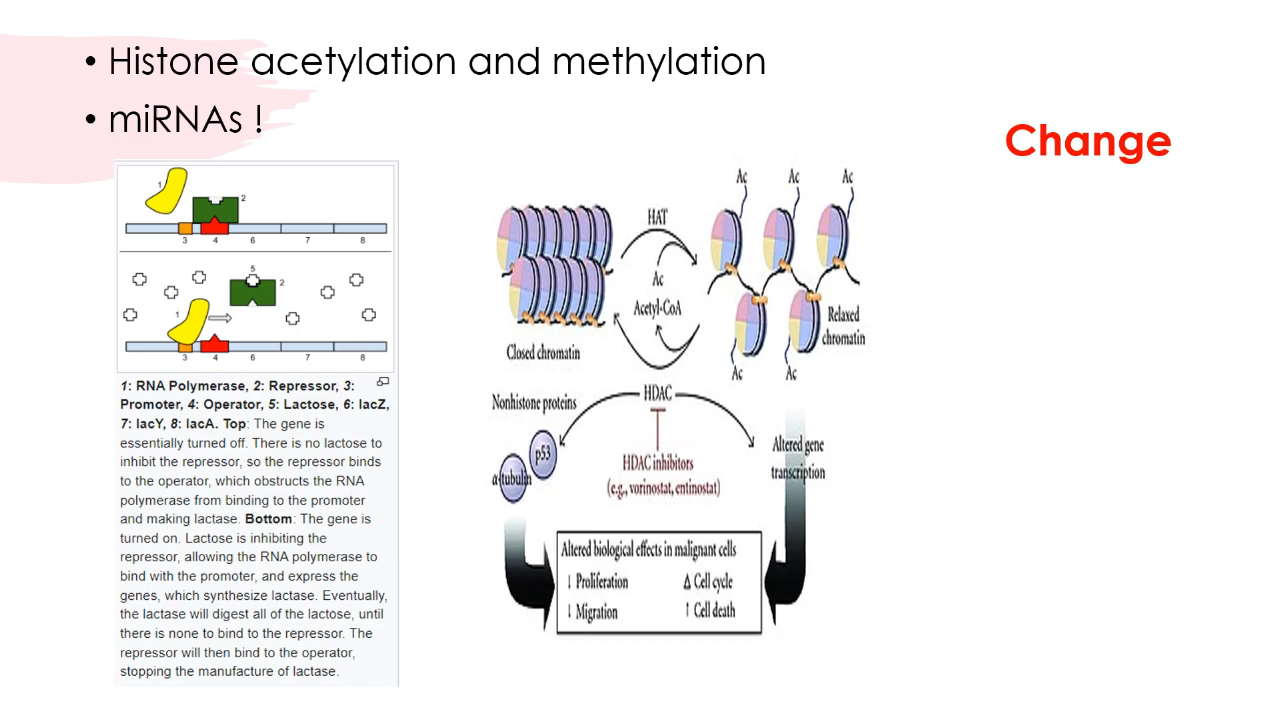 • Histone acetylation and methylation
• miRNAs !
Change
1
2
3 4 6 7 8
5
2
1
3 4 6 7 8
1: RNA Polymerase, 2: Repressor, 3:
Promoter, 4: Operator, 5: Lactose, 6: lacZ,
7: lacY, 8: lacA. Top: The gene is
essentially turned off. There is no lactose to
inhibit the repressor, so the repressor binds
to the operator, which obstructs the RNA
polymerase from binding to the promoter
and making lactase. Bottom: The gene is
turned on. Lactose is inhibiting the
repressor, allowing the RNA polymerase to
bind with the promoter, and express the
genes, which synthesize lactase. Eventually,
the lactase will digest all of the lactose, until
there is none to bind to the repressor. The
repressor will then bind to the operator,
stopping the manufacture of lactase.
Ac Ac Ac
HAT
Ac
Acetyl-CoA
Closed chromatin
Relaxed
chromatin
Ac Ac
HDAC
Nonhistone proteins
p53
α-tubulin
HDAC inhibitors
(e.g., vorinostat, entinostat)
Altered gene
transcription
Altered biological effects in malignant cells
↓ Proliferation
Δ Cell cycle
↓ Migration
↑ Cell death